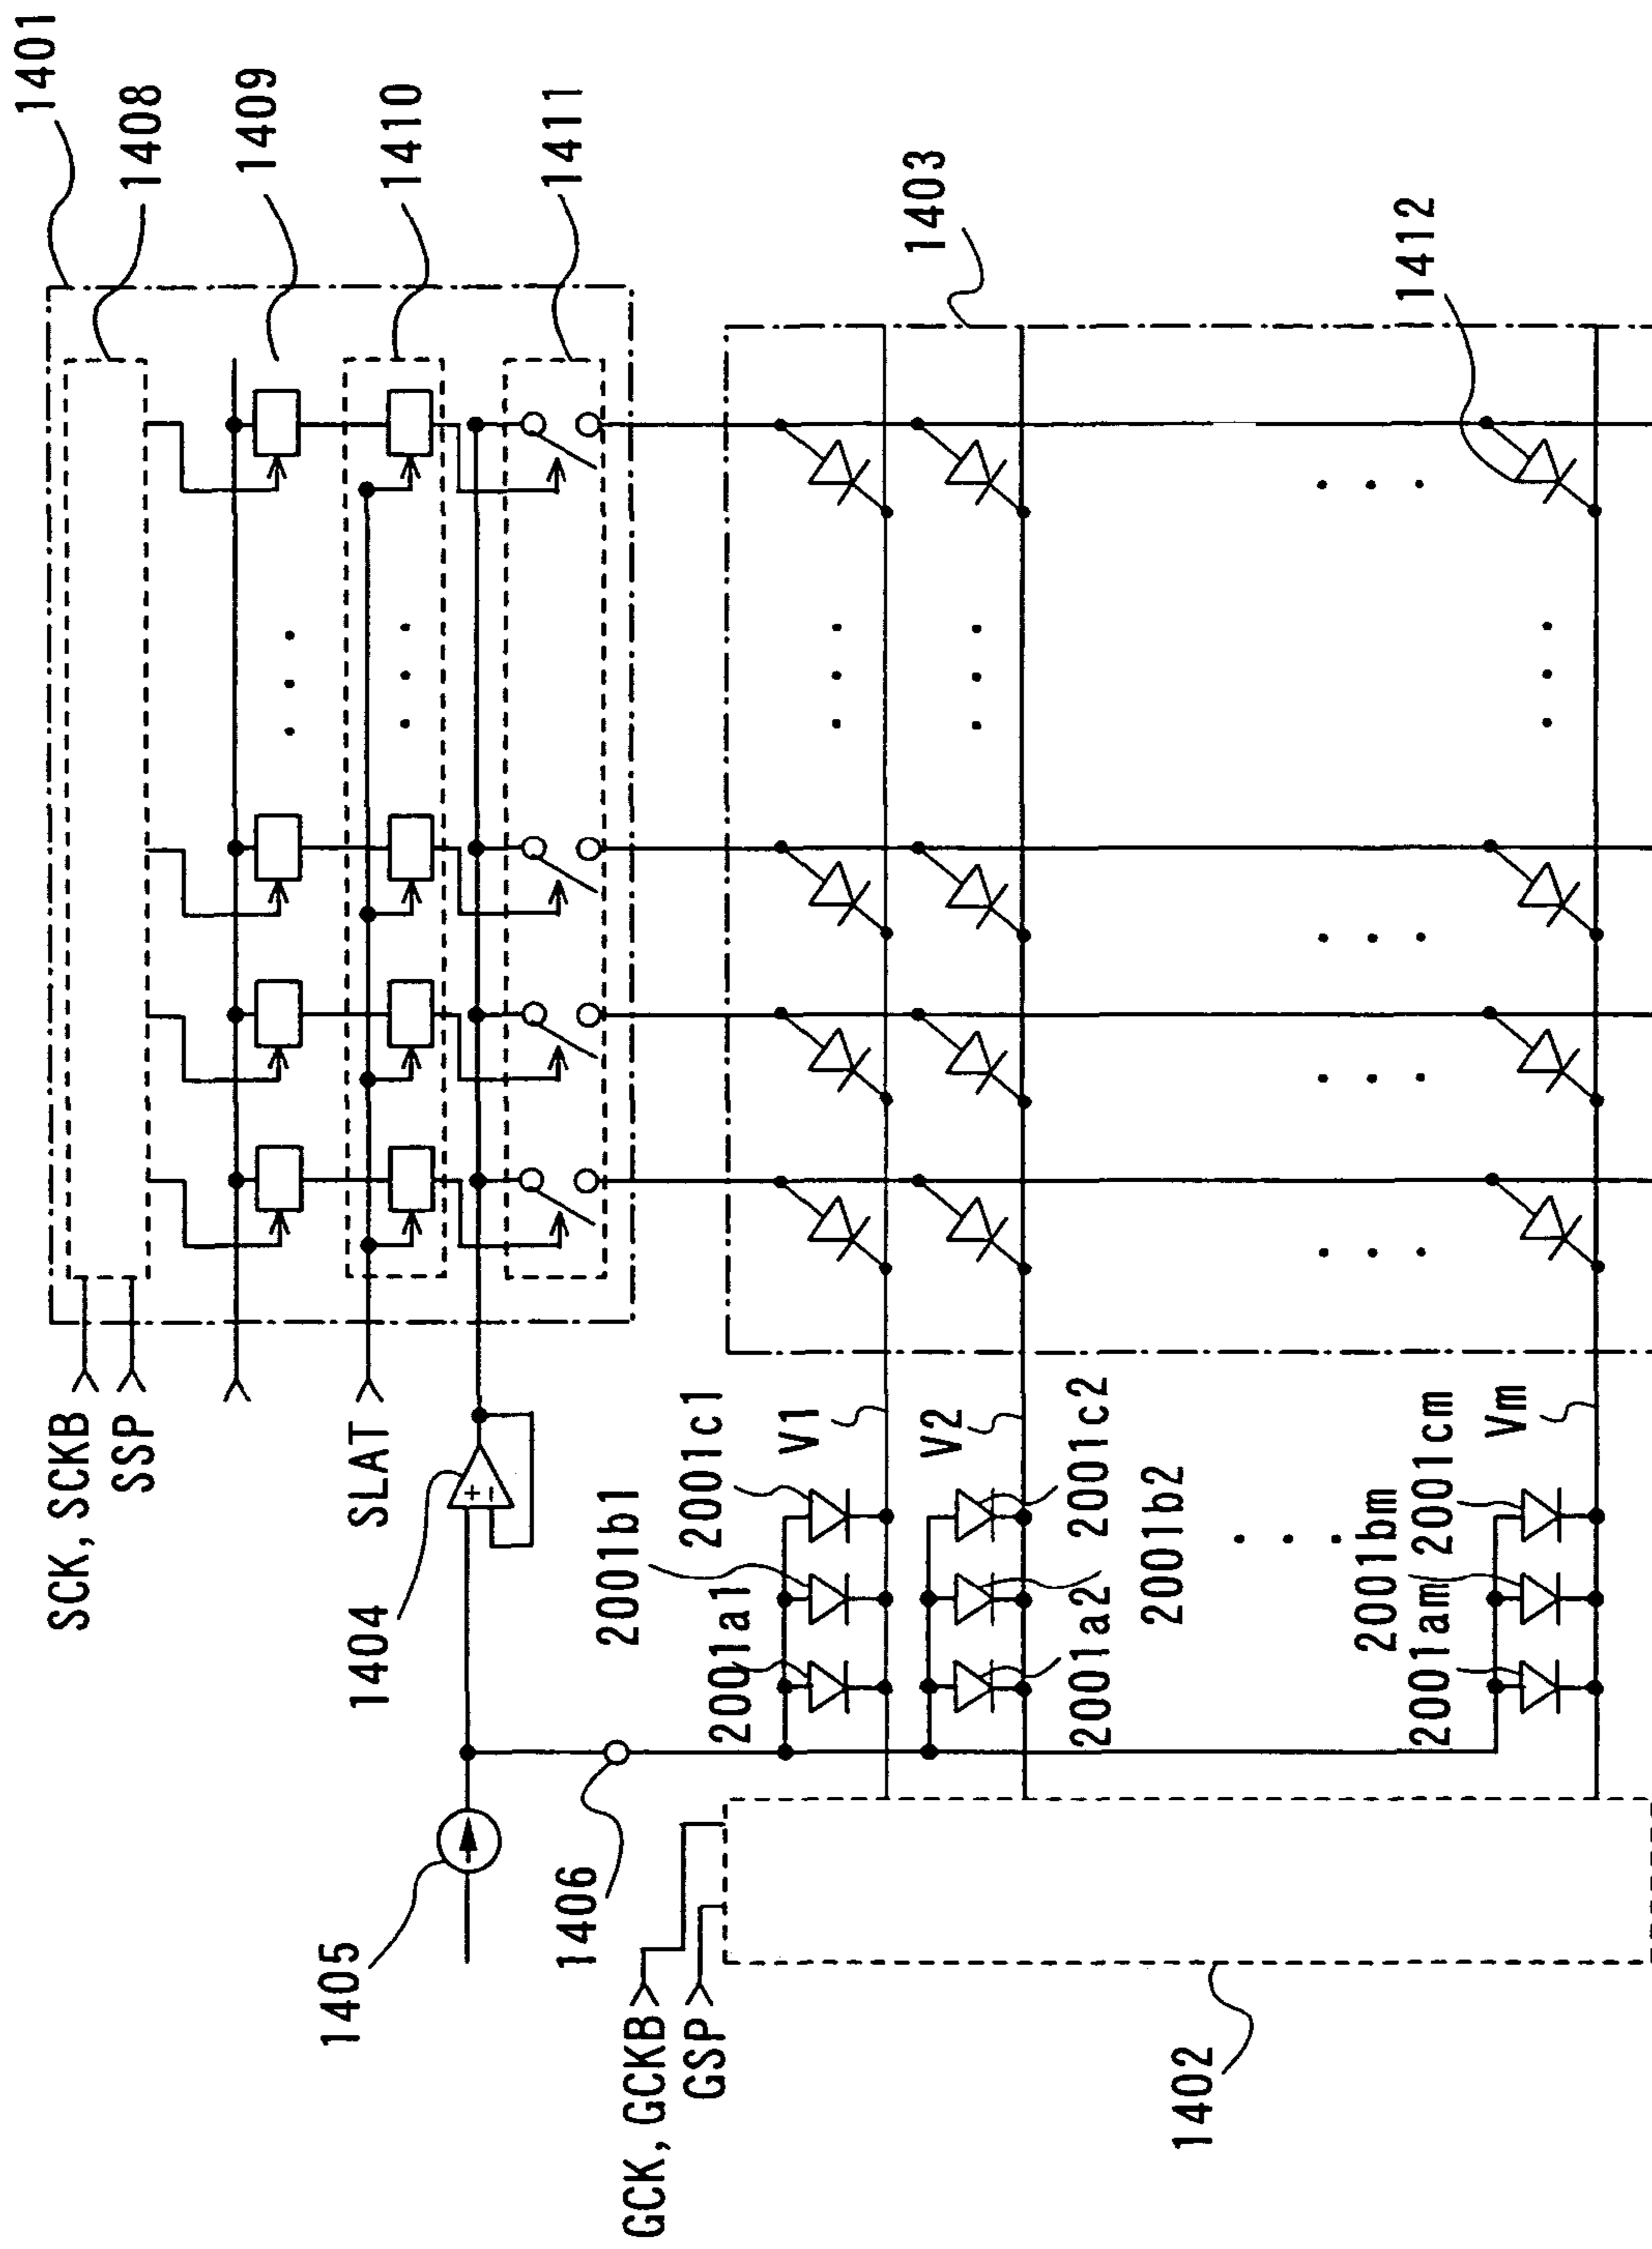 1401
1408
1409
1410
1411
1403
1412
SCK, SCKB
SSP
SLAT
1404
1405
1406
2001a1
2001b1
2001c1
V1
2001a2
2001b2
2001c2
V2
2001am
2001bm
2001cm
Vm
GCK, GCKB
GSP
1402